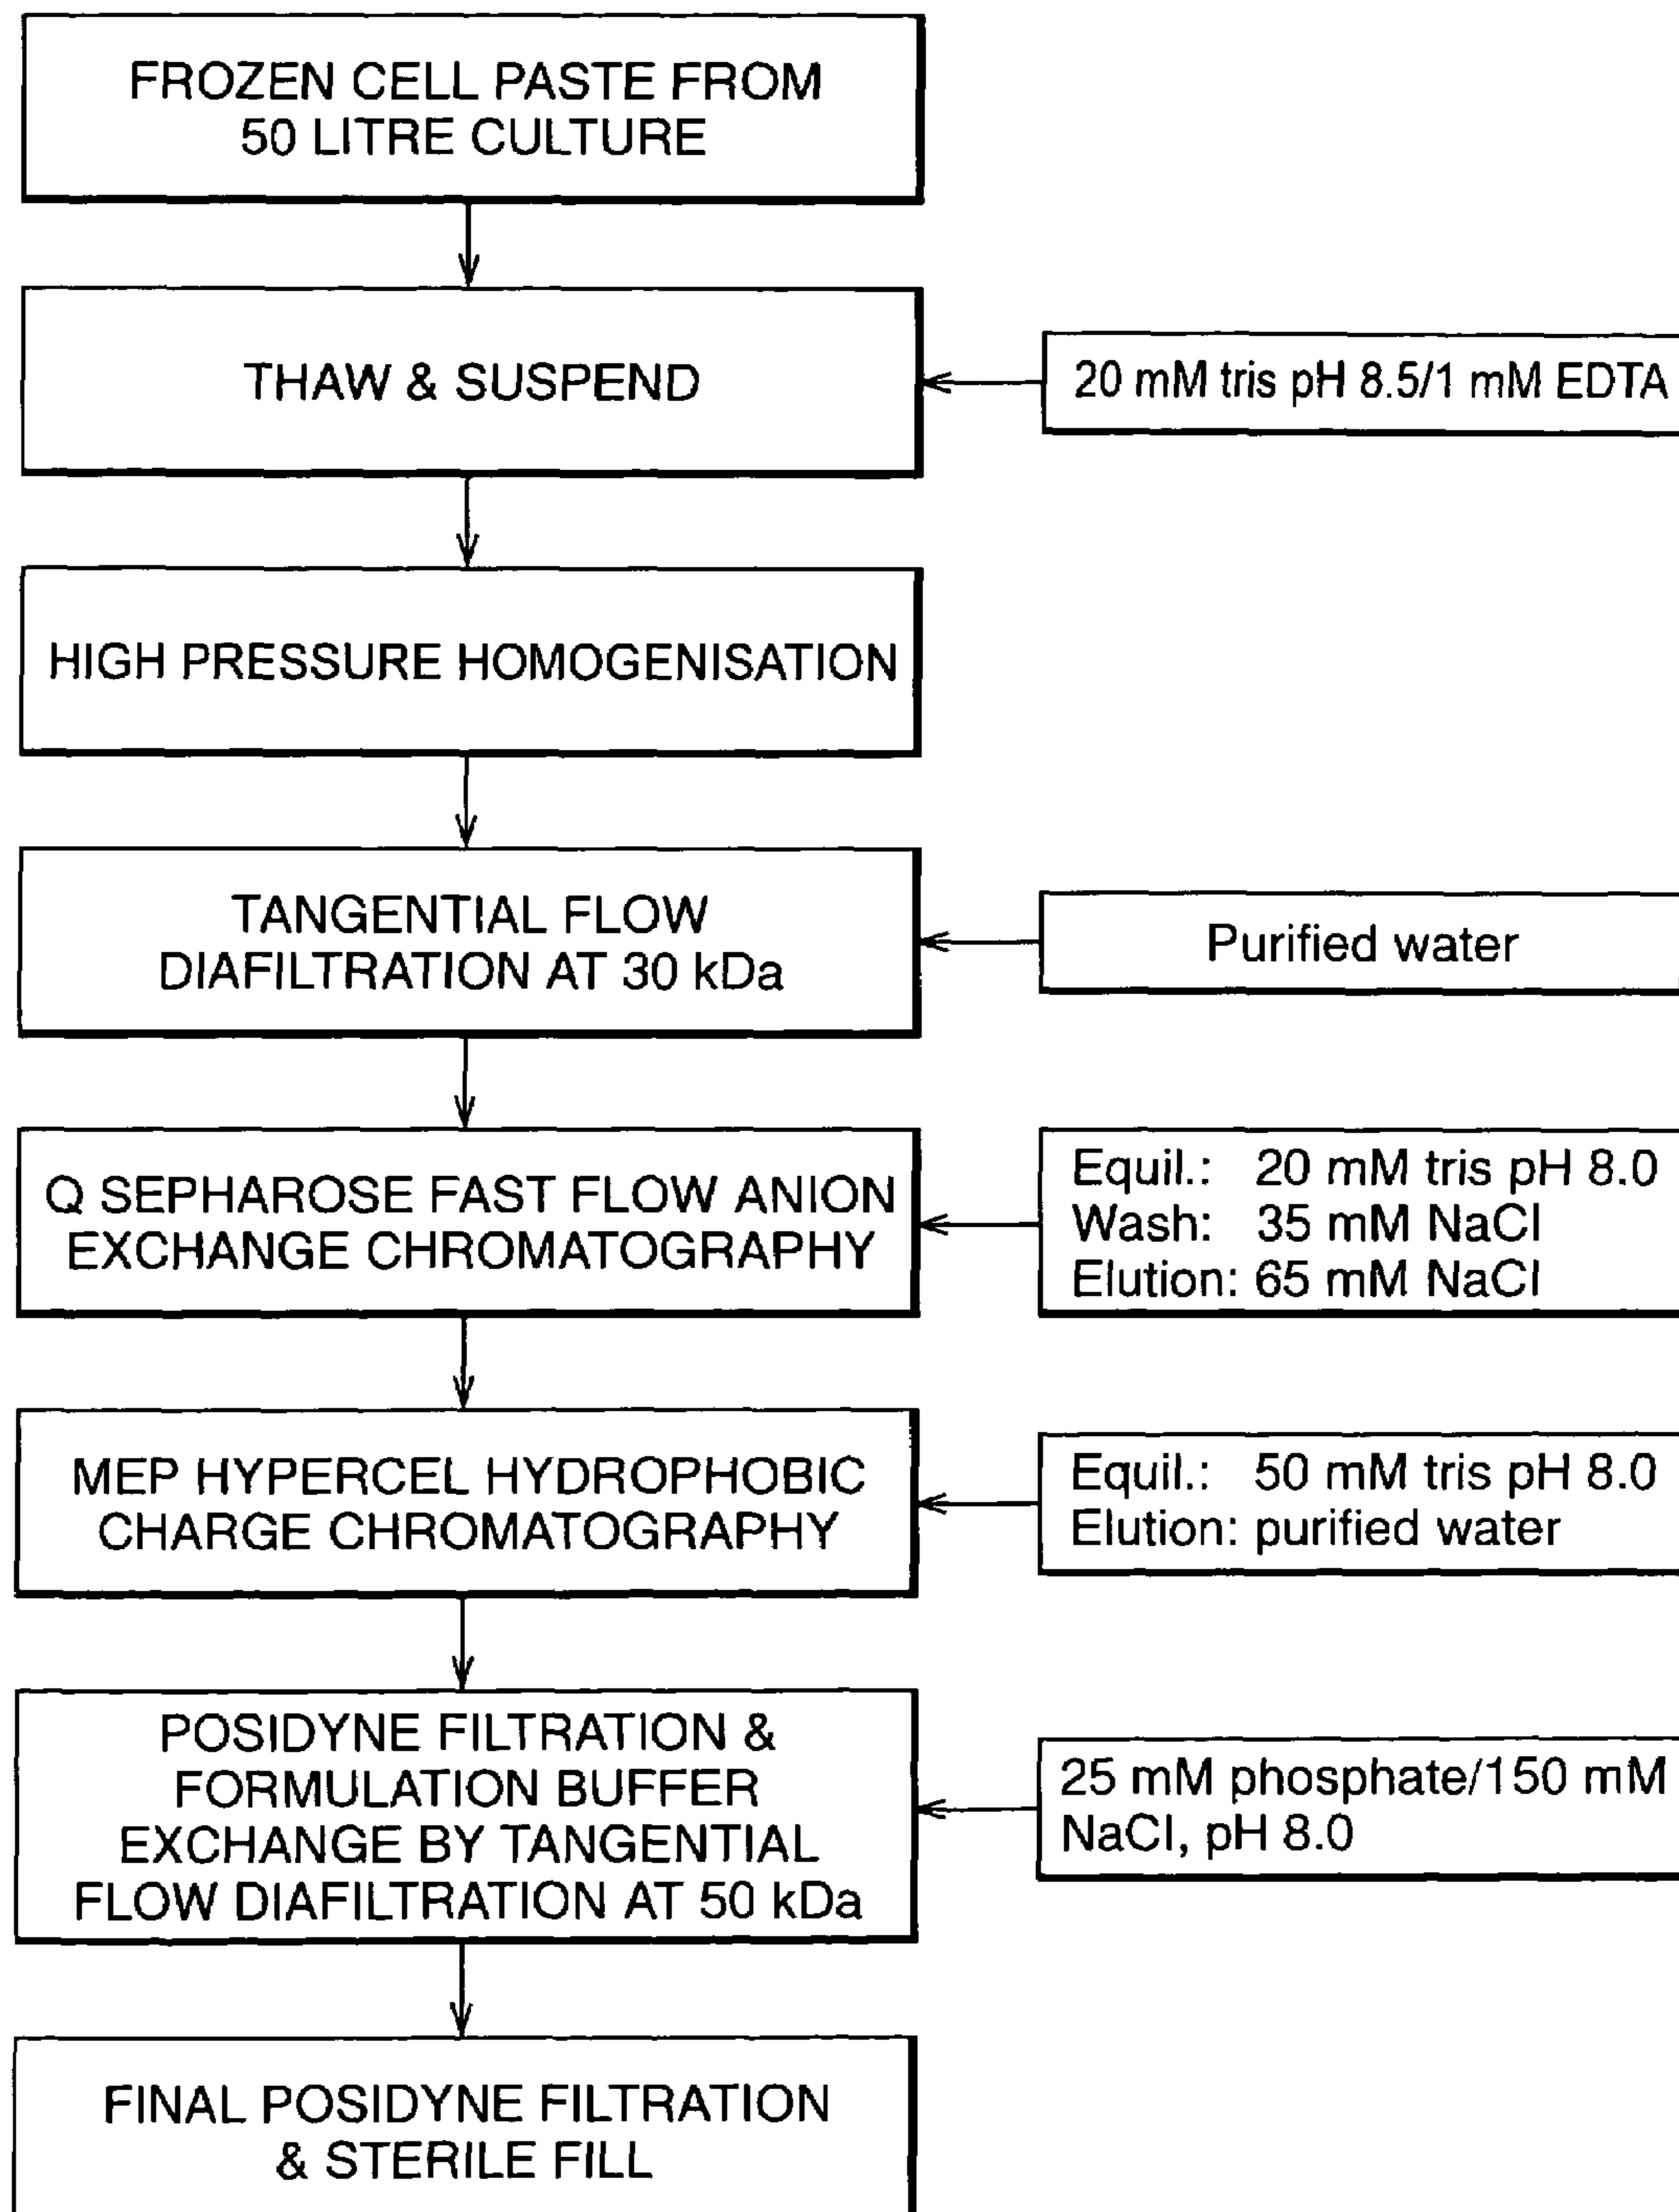 FROZEN CELL PASTE FROM
50 LITRE CULTURE
THAW & SUSPEND
20 mM tris pH 8.5/1 mM EDTA
HIGH PRESSURE HOMOGENISATION
TANGENTIAL FLOW
DIAFILTRATION AT 30 kDa
Purified water
Q SEPHAROSE FAST FLOW ANION
EXCHANGE CHROMATOGRAPHY
Equil.: 20 mM tris pH 8.0
Wash: 35 mM NaCl
Elution: 65 mM NaCl
MEP HYPERCEL HYDROPHOBIC
CHARGE CHROMATOGRAPHY
Equil.: 50 mM tris pH 8.0
Elution: purified water
POSIDYNE FILTRATION &
FORMULATION BUFFER
EXCHANGE BY TANGENTIAL
FLOW DIAFILTRATION AT 50 kDa
25 mM phosphate/150 mM
NaCl, pH 8.0
FINAL POSIDYNE FILTRATION
& STERILE FILL